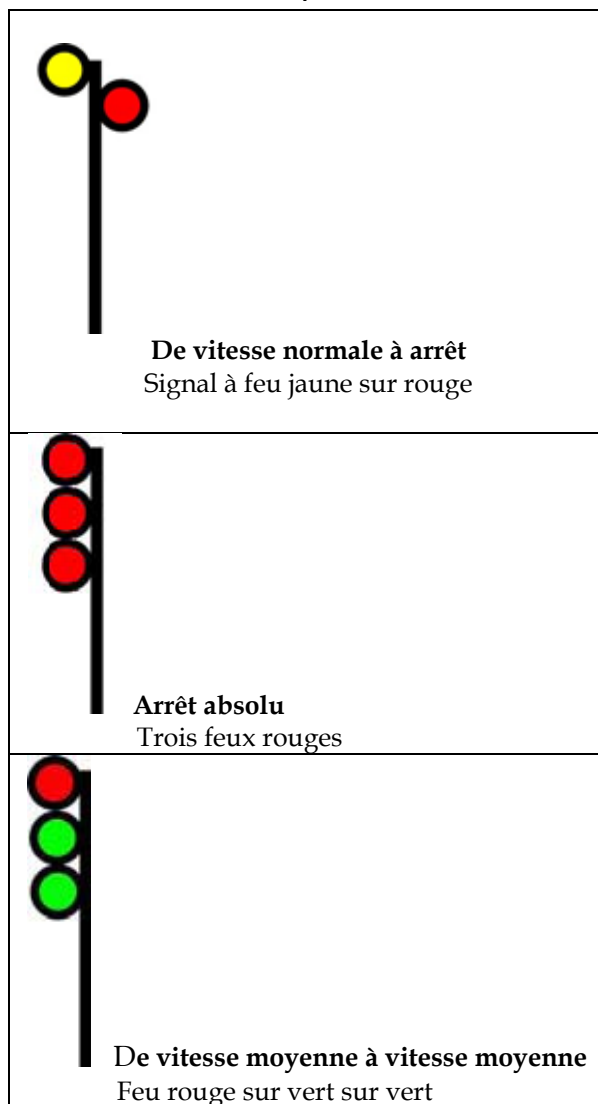 De vitesse normale à arrêt
Signal à feu jaune sur rouge
Arrêt absolu
Trois feux rouges
De vitesse moyenne à vitesse moyenne
Feu rouge sur vert sur vert